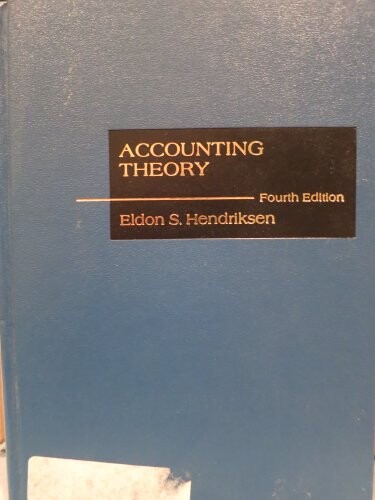 ACCOUNTING
THEORY
Fourth Edition
Eldon S. Hendriksen